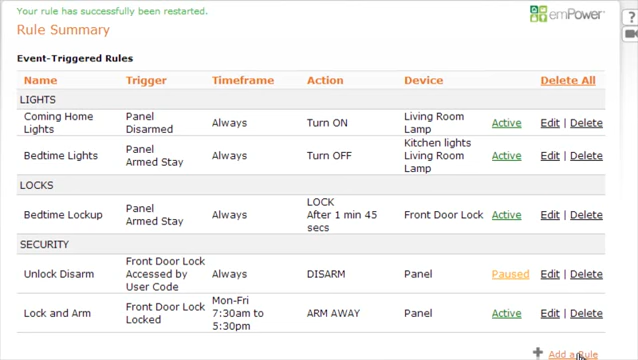 Your rule has successfully been restarted.
emPower
?
Rule Summary
Event-Triggered Rules
Name Trigger Timeframe Action Device Delete All
LIGHTS
Coming Home Lights Panel Disarmed Always Turn ON Living Room Lamp Active Edit | Delete
Bedtime Lights Panel Armed Stay Always Turn OFF Kitchen lights Living Room Lamp Active Edit | Delete
LOCKS
Bedtime Lockup Panel Armed Stay Always LOCK After 1 min 45 secs Front Door Lock Active Edit | Delete
SECURITY
Unlock Disarm Front Door Lock Accessed by User Code Always DISARM Panel Paused Edit | Delete
Lock and Arm Front Door Lock Locked Mon-Fri 7:30am to 5:30pm ARM AWAY Panel Active Edit | Delete
Add a Rule